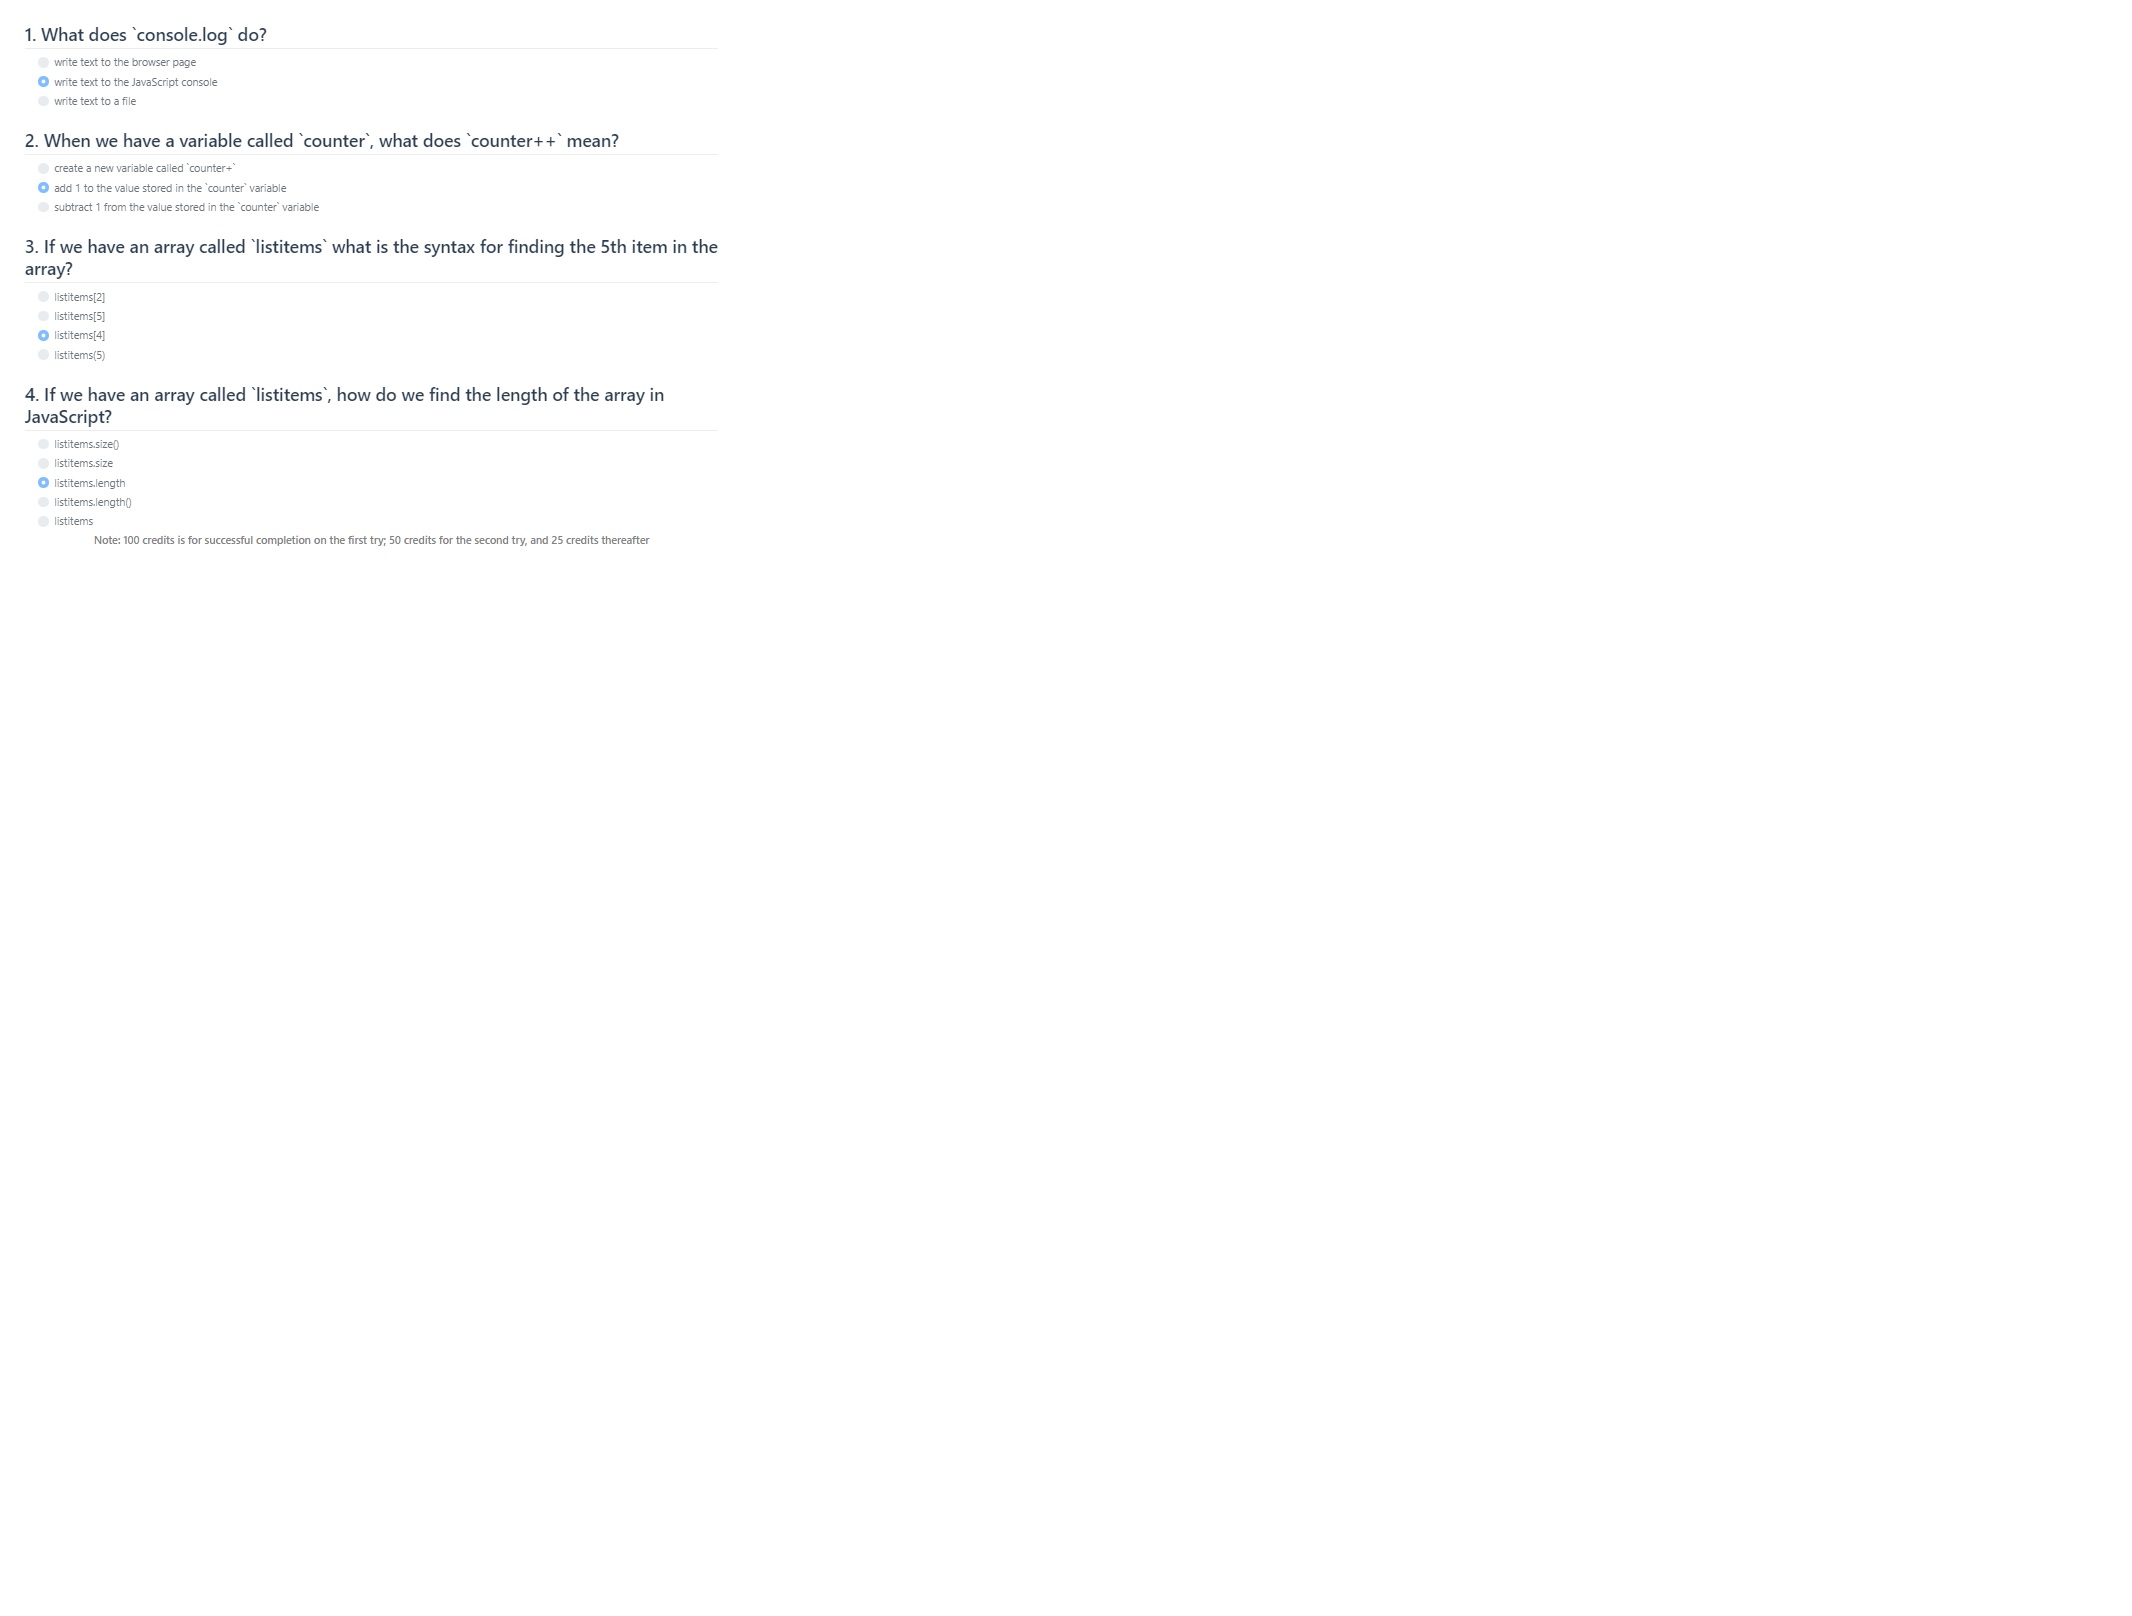 1. What does `console.log` do?
write text to the browser page
write text to the JavaScript console
write text to a file
2. When we have a variable called `counter`, what does `counter++` mean?
create a new variable called `counter+`
add 1 to the value stored in the `counter` variable
subtract 1 from the value stored in the `counter` variable
3. If we have an array called `listitems` what is the syntax for finding the 5th item in the
array?
listitems[2]
listitems[5]
listitems[4]
listitems(5)
4. If we have an array called `listitems`, how do we find the length of the array in
JavaScript?
listitems.size()
listitems.size
listitems.length
listitems.length()
listitems
Note: 100 credits is for successful completion on the first try; 50 credits for the second try, and 25 credits thereafter